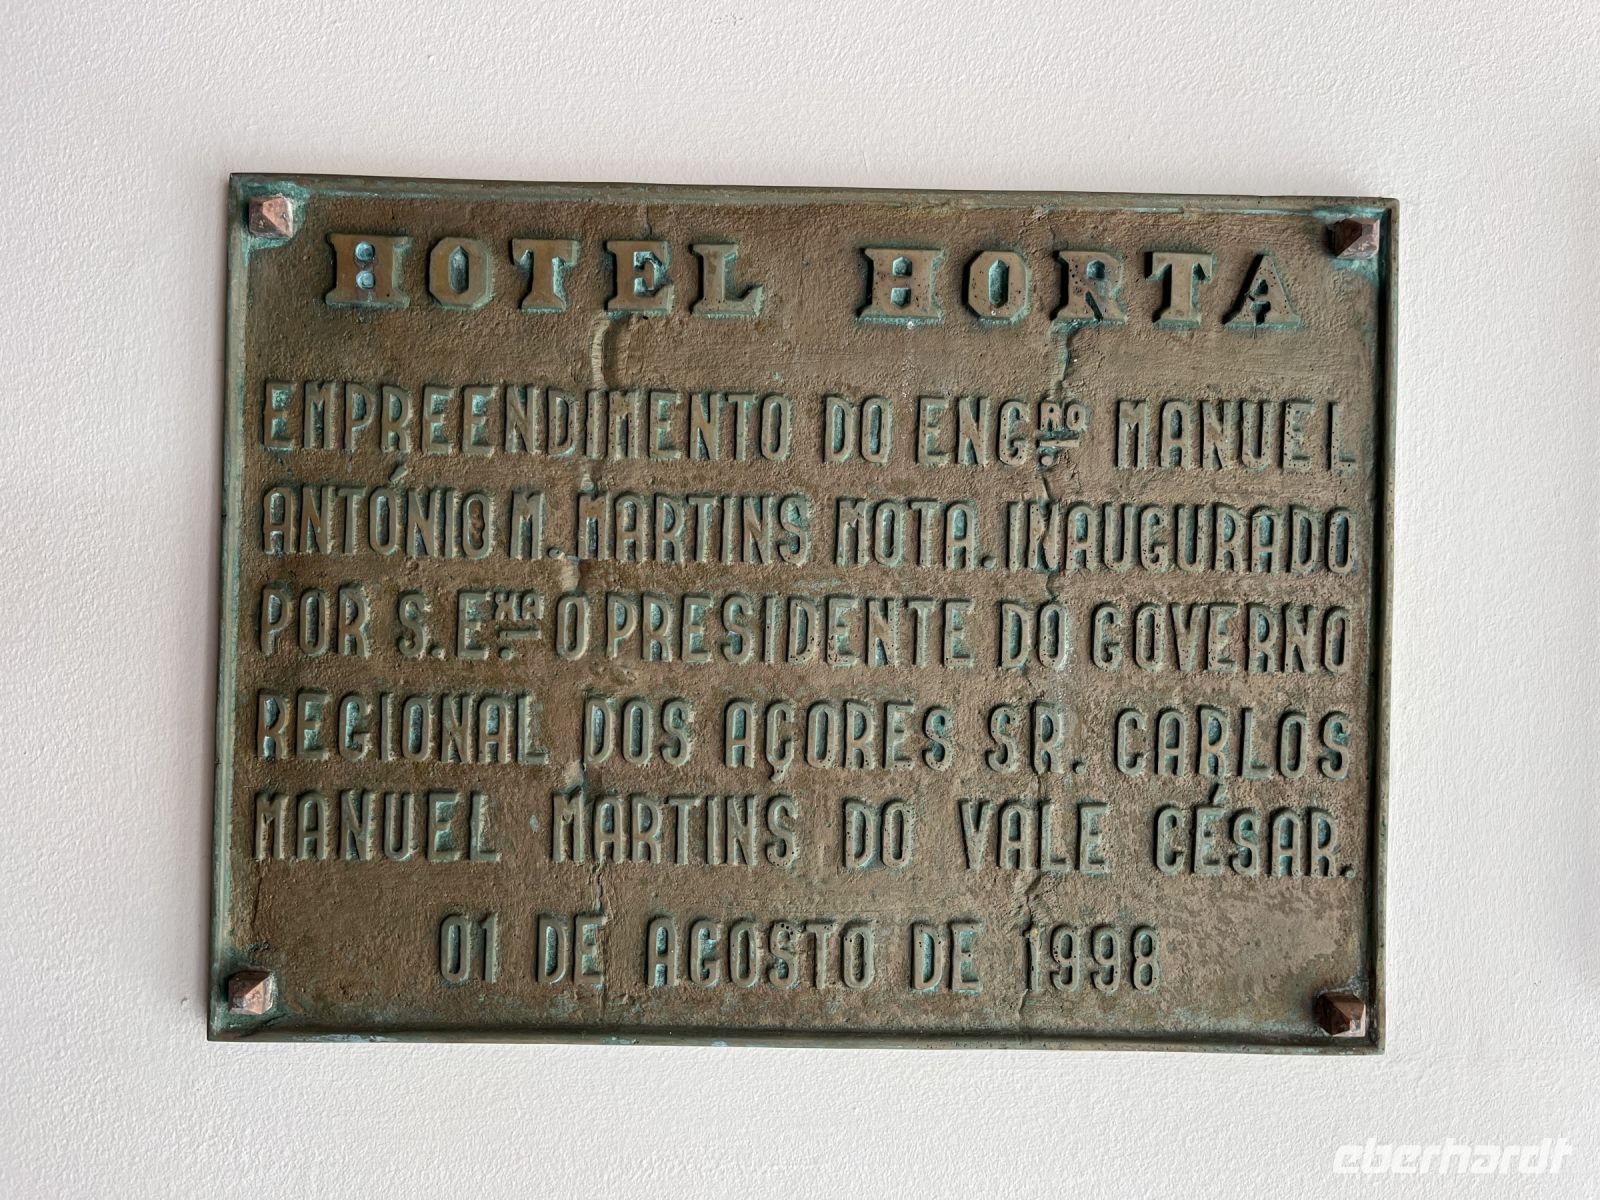 HOTEL HORTA
EMPREENDIMENTO DO ENG.RO MANUEL
ANTÓNIO M. MARTINS MOTA. INAUGURADO
POR S. E.XA O PRESIDENTE DO GOVERNO
REGIONAL DOS AÇORES SR. CARLOS
MANUEL MARTINS DO VALE CÉSAR.
01 DE AGOSTO DE 1998
eberhardt